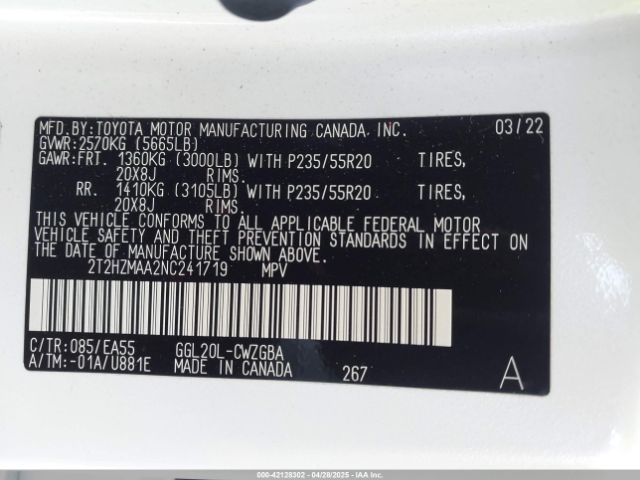 MFD.BY:TOYOTA MOTOR MANUFACTURING CANADA INC. 03/22
GVWR:2570KG (5665LB)
GAWR:FRT. 1360KG (3000LB) WITH P235/55R20 TIRES,
20X8J RIMS.
RR. 1410KG (3105LB) WITH P235/55R20 TIRES,
20X8J RIMS.
THIS VEHICLE CONFORMS TO ALL APPLICABLE FEDERAL MOTOR
VEHICLE SAFETY AND THEFT PREVENTION STANDARDS IN EFFECT ON
THE DATE OF MANUFACTURE SHOWN ABOVE.
2T2HZMAA2NC241719 MPV
C/TR:085/EA55 GGL20L-CWZGBA
A/TM:-01A/U881E MADE IN CANADA 267 A
000-42128302 - 04/28/2025 - IAAI.COM